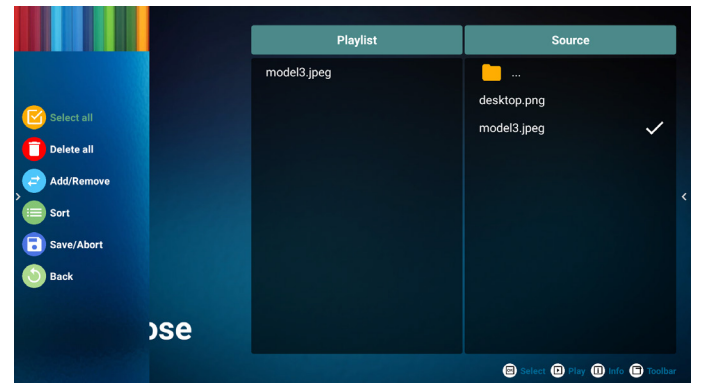 Playlist
Source
model3.jpeg
...
desktop.png
model3.jpeg
Select all
Delete all
Add/Remove
Sort
Save/Abort
Back
ose
Select Play Info Toolbar